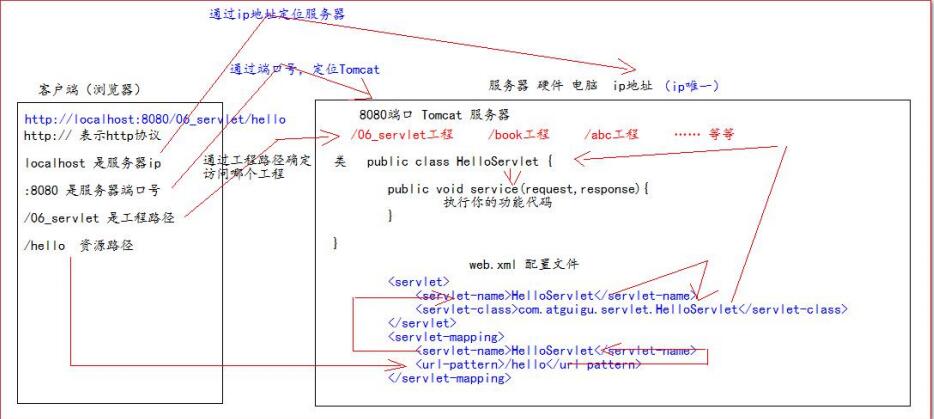 通过ip地址定位服务器
通过端口号，定位Tomcat
客户端（浏览器）
http://localhost:8080/06_servlet/hello
http:// 表示http协议
localhost 是服务器ip
:8080 是服务器端口号
/06_servlet 是工程路径
/hello 资源路径
通过工程路径确定
访问哪个工程
服务器 硬件 电脑 ip地址 (ip唯一)
8080端口 Tomcat 服务器
/06_servlet工程 /book工程 /abc工程 …… 等等
类 public class HelloServlet {
public void service(request,response){
执行你的功能代码
}
}
web.xml 配置文件
<servlet>
<servlet-name>HelloServlet</servlet-name>
<servlet-class>com.atguigu.servlet.HelloServlet</servlet-class>
</servlet>
<servlet-mapping>
<servlet-name>HelloServlet</servlet-name>
<url-pattern>/hello</url-pattern>
</servlet-mapping>